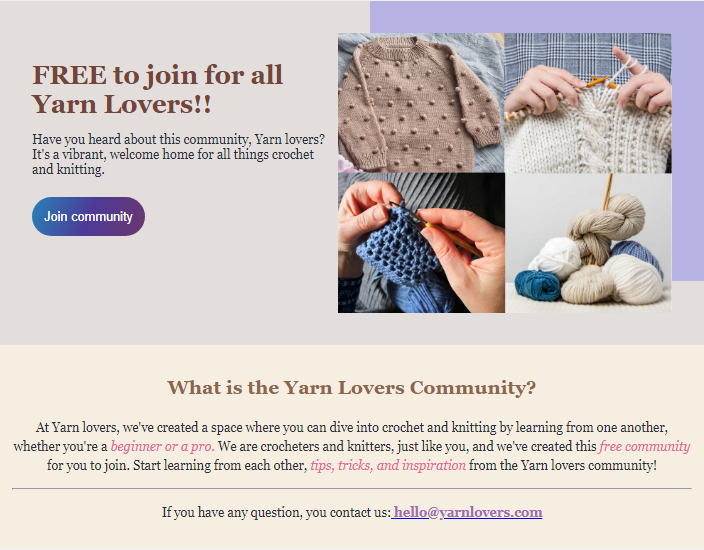 FREE to join for all
Yarn Lovers!!
Have you heard about this community, Yarn lovers?
It's a vibrant, welcome home for all things crochet
and knitting.
Join community
What is the Yarn Lovers Community?
At Yarn lovers, we've created a space where you can dive into crochet and knitting by learning from one another,
whether you're a beginner or a pro. We are crocheters and knitters, just like you, and we've created this free community
for you to join. Start learning from each other, tips, tricks, and inspiration from the Yarn lovers community!
If you have any question, you contact us: hello@yarnlovers.com